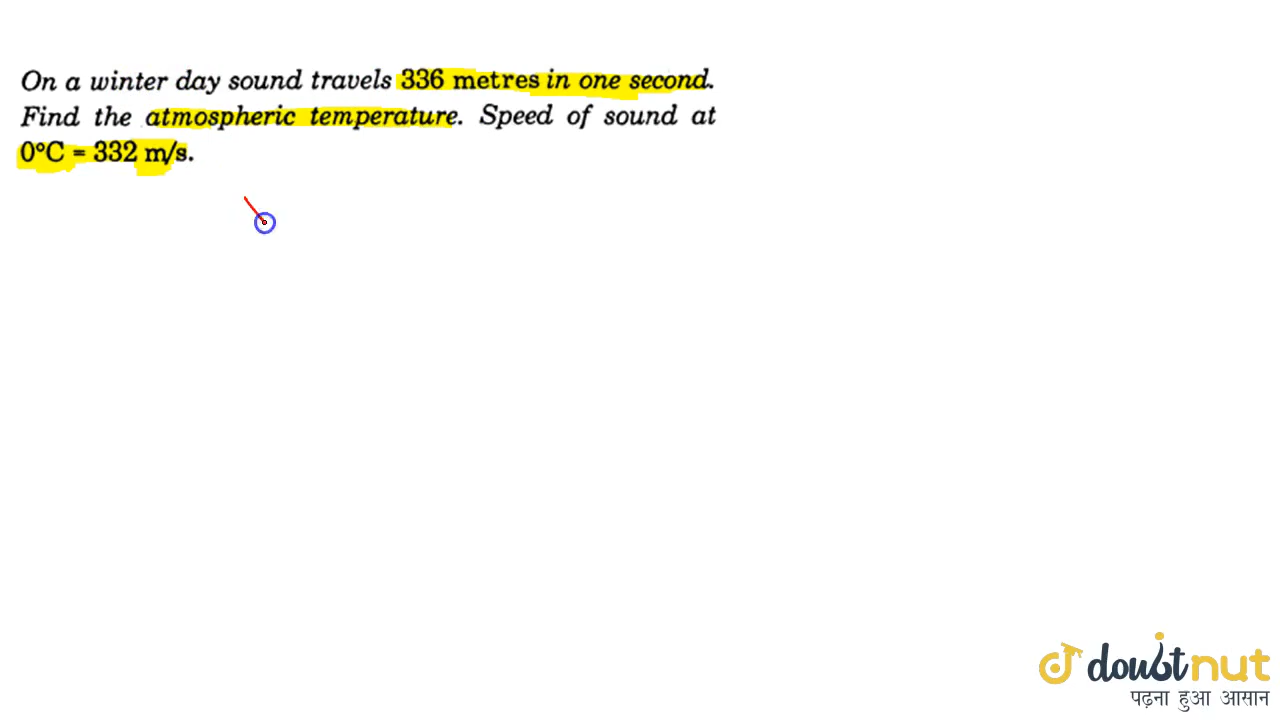 On a winter day sound travels 336 metres in one second.
Find the atmospheric temperature. Speed of sound at
0°C = 332 m/s.
doubtnut
पढ़ना हुआ आसान